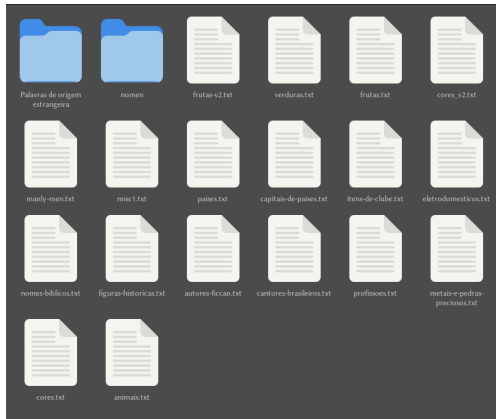 Palavras de origem
estrangeira
nomen
frutas-v2.txt
verduras.txt
frutas.txt
cores_v2.txt
manly-men.txt
misc1.txt
paises.txt
capitais-de-paises.txt
itens-de-clube.txt
eletrodomesticos.txt
nomes-biblicos.txt
figuras-historicas.txt
autores-ficcao.txt
cantores-brasileiros.txt
profissoes.txt
metais-e-pedras-
preciosos.txt
cores.txt
animais.txt